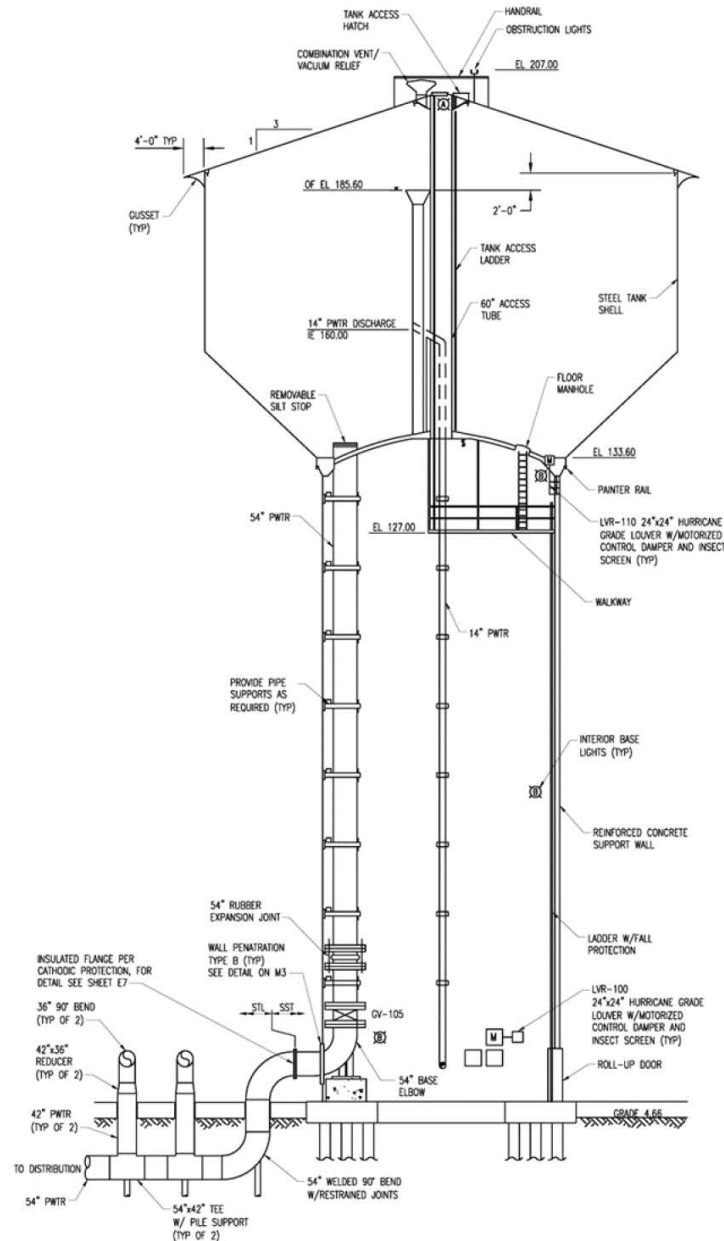 TANK ACCESS
HATCH
HANDRAIL
OBSTRUCTION LIGHTS
COMBINATION VENT/
VACUUM RELIEF
EL 207.00
A
3
1
4'-0" TYP
OF EL 185.60
2'-0"
GUSSET
(TYP)
TANK ACCESS
LADDER
STEEL TANK
SHELL
60" ACCESS
TUBE
14" PWTR DISCHARGE
IE 160.00
FLOOR
MANHOLE
REMOVABLE
SILT STOP
S
M
EL 133.60
B
PAINTER RAIL
54" PWTR
EL 127.00
LVR-110 24"x24" HURRICANE
GRADE LOUVER W/MOTORIZED
CONTROL DAMPER AND INSECT
SCREEN (TYP)
WALKWAY
14" PWTR
PROVIDE PIPE
SUPPORTS AS
REQUIRED (TYP)
INTERIOR BASE
LIGHTS (TYP)
B
REINFORCED CONCRETE
SUPPORT WALL
54" RUBBER
EXPANSION JOINT
WALL PENATRATION
TYPE B (TYP)
SEE DETAIL ON M3
LADDER W/FALL
PROTECTION
INSULATED FLANGE PER
CATHODIC PROTECTION, FOR
DETAIL SEE SHEET E7
STL
SST
GV-105
B
LVR-100
24"x24" HURRICANE GRADE
LOUVER W/MOTORIZED
CONTROL DAMPER AND
INSECT SCREEN (TYP)
M
36" 90° BEND
(TYP OF 2)
42"x36"
REDUCER
(TYP OF 2)
54" BASE
ELBOW
ROLL-UP DOOR
42" PWTR
(TYP OF 2)
GRADE 4.66
TO DISTRIBUTION
54" PWTR
54" WELDED 90° BEND
W/RESTRAINED JOINTS
54"x42" TEE
W/ PILE SUPPORT
(TYP OF 2)